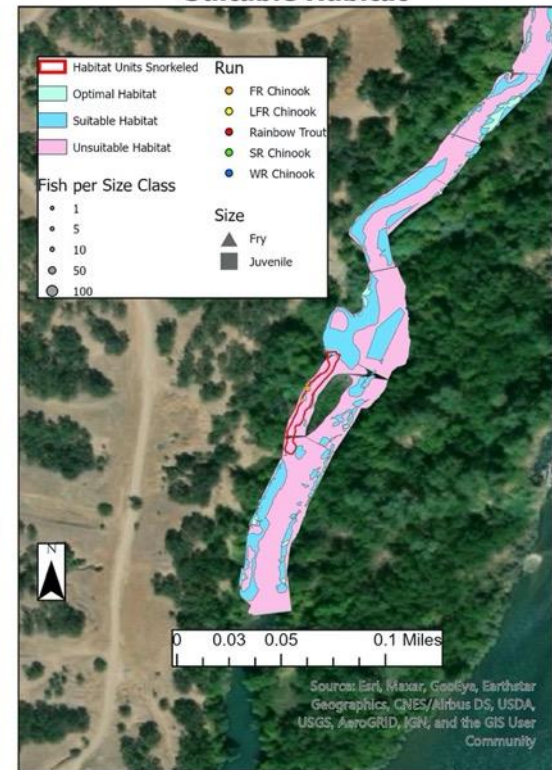 Suitable Habitat
Habitat Units Snorkeled
Optimal Habitat
Suitable Habitat
Unsuitable Habitat
Fish per Size Class
1
5
10
50
100
Run
FR Chinook
LFR Chinook
Rainbow Trout
SR Chinook
WR Chinook
Size
Fry
Juvenile
N
0 0.03 0.05 0.1 Miles
Source: Esri, Maxar, GeoEye, Earthstar
Geographics, CNES/Airbus DS, USDA,
USGS, AeroGRID, IGN, and the GIS User
Community